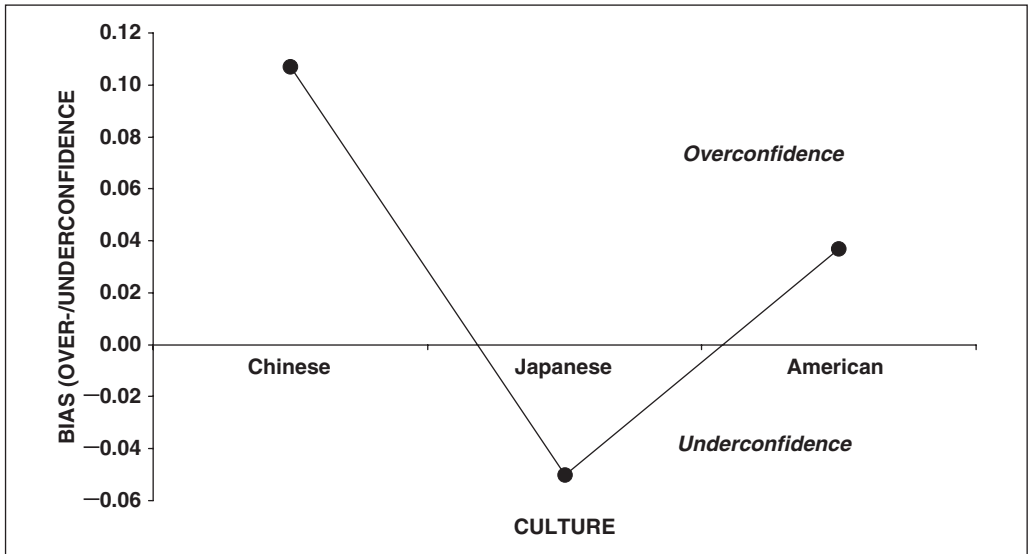 BIAS (OVER-/UNDERCONFIDENCE
0.12
0.10
0.08
0.06
0.04
0.02
0.00
−0.02
−0.04
−0.06
Overconfidence
Chinese
Japanese
American
Underconfidence
CULTURE